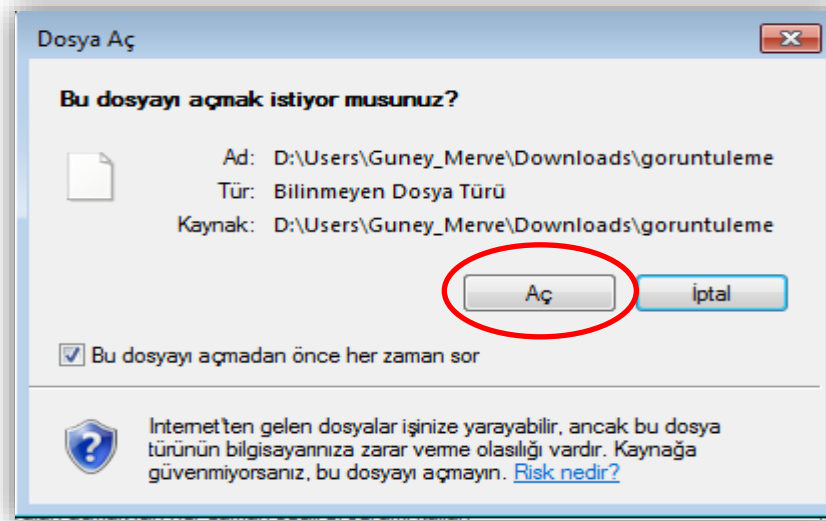 Dosya Aç
Bu dosyayı açmak istiyor musunuz?
Ad: D:\Users\Guney_Merve\Downloads\goruntuleme
Tür: Bilinmeyen Dosya Türü
Kaynak: D:\Users\Guney_Merve\Downloads\goruntuleme
Aç İptal
Bu dosyayı açmadan önce her zaman sor
Internet'ten gelen dosyalar işinize yarayabilir, ancak bu dosya
türünün bilgisayarınıza zarar verme olasılığı vardır. Kaynağa
güvenmiyorsanız, bu dosyayı açmayın. Risk nedir?